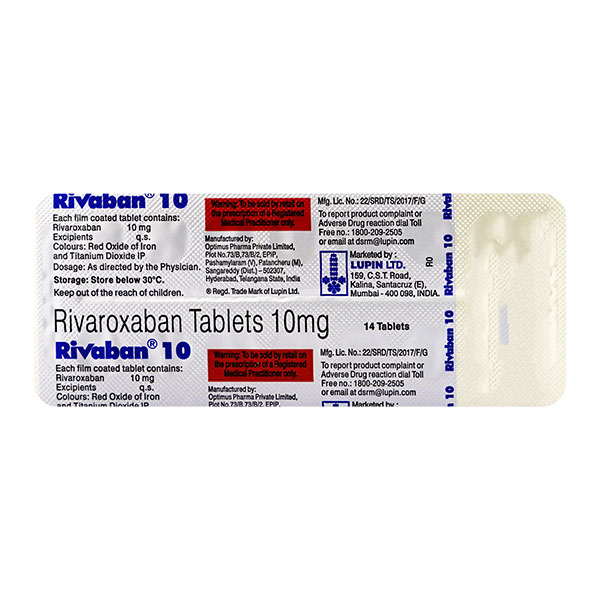 Rivaban® 10
Each film coated tablet contains:
Rivaroxaban 10 mg
Excipients q.s.
Colours: Red Oxide of Iron
and Titanium Dioxide IP
Dosage: As directed by the Physician.
Storage: Store below 30°C.
Keep out of the reach of children.
Warning: To be sold by retail on
the prescription of a Registered
Medical Practitioner only.
Manufactured by:
Optimus Pharma Private Limited,
Plot No.73/B,73/B/2, EPIP,
Pashamylaram (V), Patancheru (M),
Sangareddy (Dist.) – 502307,
Hyderabad, Telangana State, India
® Regd. Trade Mark of Lupin Ltd.
Mfg. Lic. No.: 22/SRD/TS/2017/F/G
To report product complaint or
Adverse Drug reaction dial Toll
Free no.: 1800-209-2505
or email at dsrm@lupin.com
Marketed by :
LUPIN LTD.
159, C.S.T. Road,
Kalina, Santacruz (E),
Mumbai - 400 098, INDIA.
R0
Rivaban 10
Rivaban 10
Rivaban 10
Rivaroxaban Tablets 10mg
14 Tablets
Rivaban® 10
Each film coated tablet contains:
Rivaroxaban 10 mg
Excipients q.s.
Colours: Red Oxide of Iron
and Titanium Dioxide IP
Warning: To be sold by retail on
the prescription of a Registered
Medical Practitioner only.
Manufactured by:
Optimus Pharma Private Limited,
Plot No.73/B,73/B/2, EPIP,
Mfg. Lic. No.: 22/SRD/TS/2017/F/G
To report product complaint or
Adverse Drug reaction dial Toll
Free no.: 1800-209-2505
or email at dsrm@lupin.com
Marketed by :